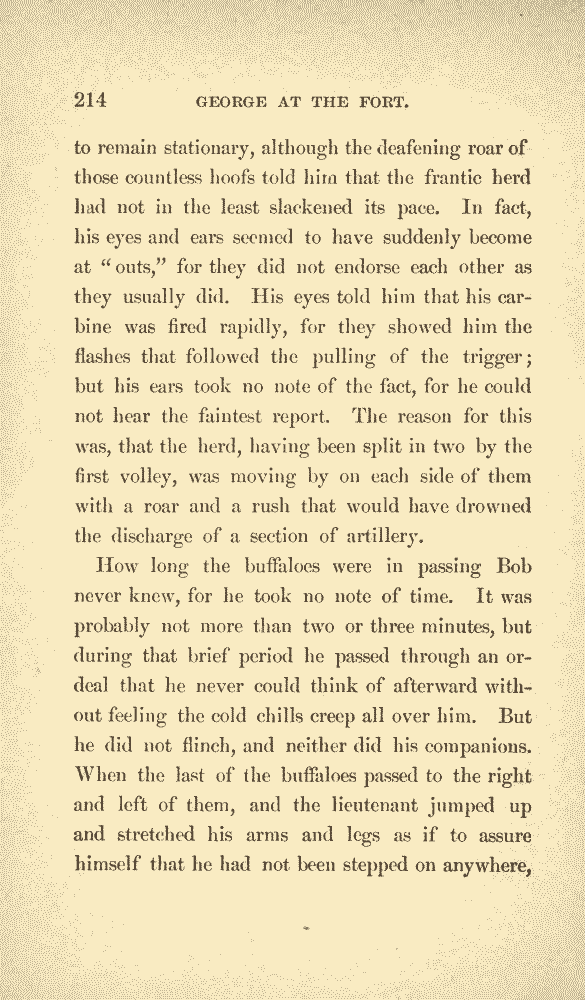 214 GEORGE AT THE FORT.
to remain stationary, although the deafening roar of
those countless hoofs told him that the frantic herd
had not in the least slackened its pace. In fact,
his eyes and ears seemed to have suddenly become
at “outs,” for they did not endorse each other as
they usually did. His eyes told him that his car-
bine was fired rapidly, for they showed him the
flashes that followed the pulling of the trigger;
but his ears took no note of the fact, for he could
not hear the faintest report. The reason for this
was, that the herd, having been split in two by the
first volley, was moving by on each side of them
with a roar and a rush that would have drowned
the discharge of a section of artillery.
How long the buffaloes were in passing Bob
never knew, for he took no note of time. It was
probably not more than two or three minutes, but
during that brief period he passed through an or-
deal that he never could think of afterward with-
out feeling the cold chills creep all over him. But
he did not flinch, and neither did his companions.
When the last of the buffaloes passed to the right
and left of them, and the lieutenant jumped up
and stretched his arms and legs as if to assure
himself that he had not been stepped on anywhere,